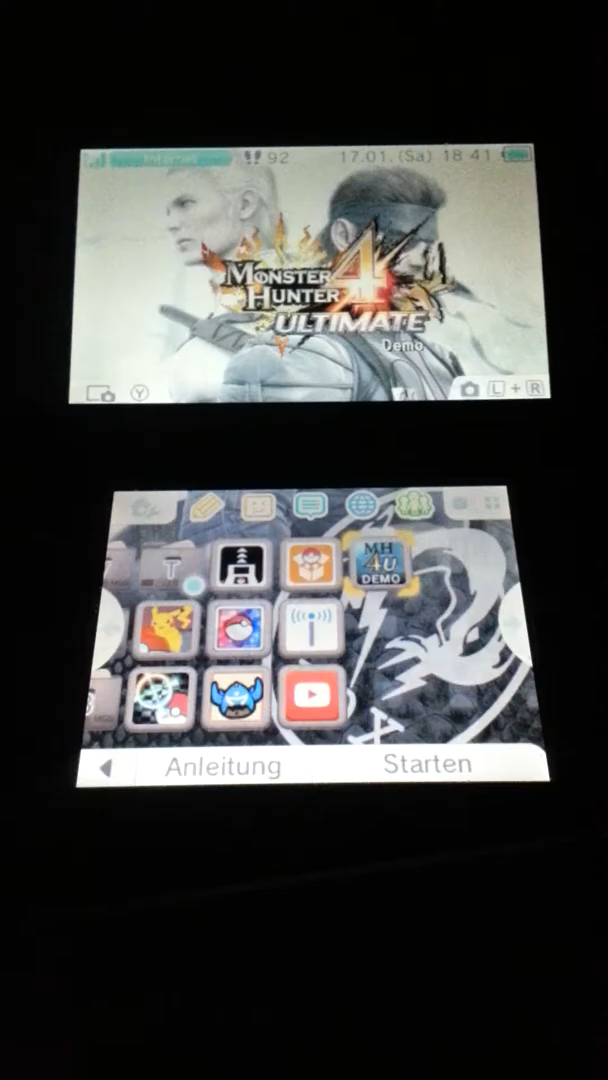 Internet 92 17.01. (Sa) 18 41
MONSTER 4
HUNTER
ULTIMATE
Demo
Y L + R
T
MH
4U
DEMO
Anleitung Starten